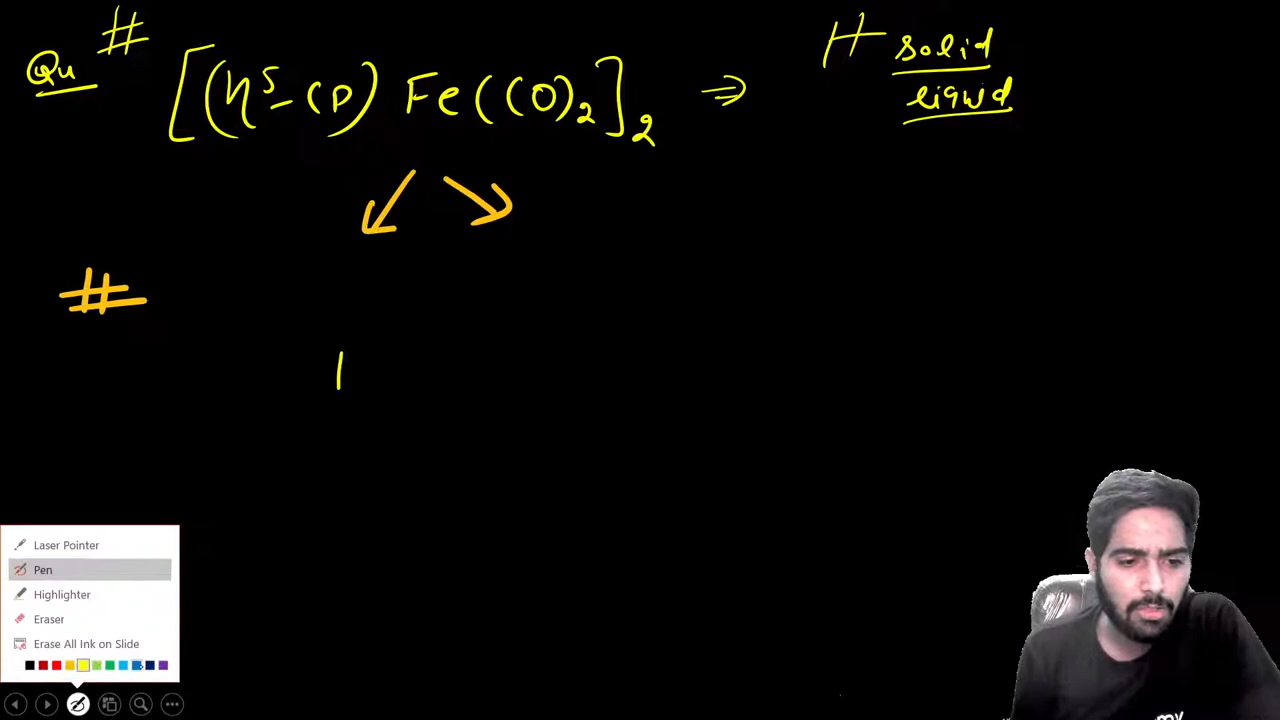 Qu # [(η5-Cp) Fe(CO)2]2 ⇒ # solid
liquid
#
Laser Pointer
Pen
Highlighter
Eraser
Erase All Ink on Slide
my